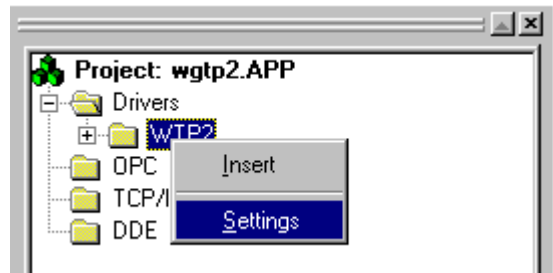 Project: wgtp2.APP
Drivers
WTP2
OPC
Insert
TCP/I
Settings
DDE